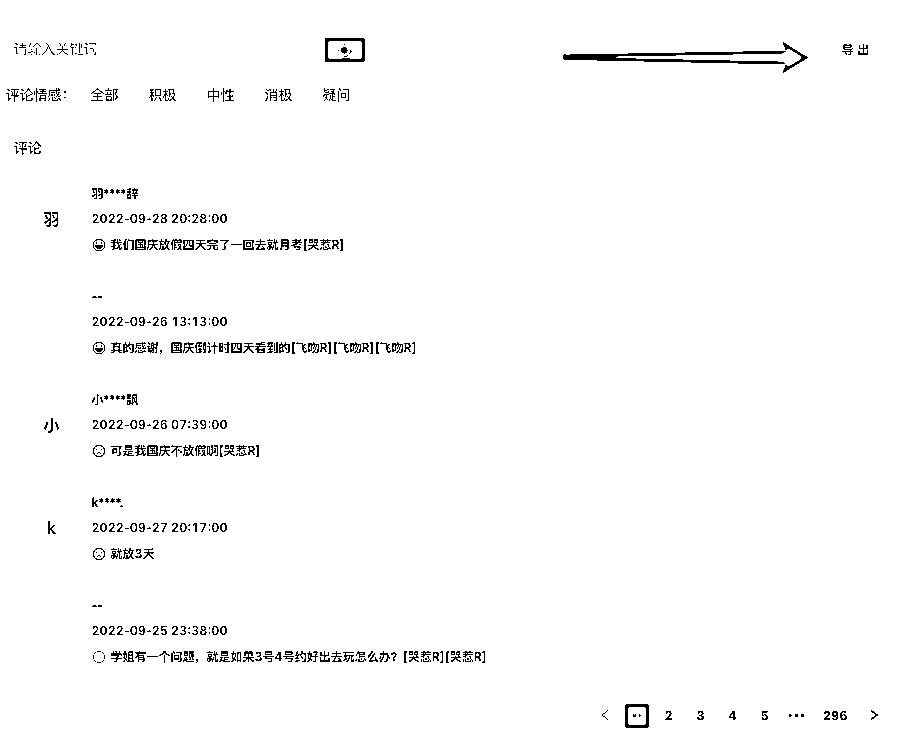 请输入关键词 导出
评论情感： 全部 积极 中性 消极 疑问
评论
羽****辞
羽
2022-09-28 20:28:00
我们国庆放假四天完了一回去就月考[哭惹R]
--
2022-09-26 13:13:00
真的感谢，国庆倒计时四天看到的[飞吻R][飞吻R][飞吻R]
小****飘
小
2022-09-26 07:39:00
可是我国庆不放假啊[哭惹R]
k****.
k
2022-09-27 20:17:00
就放3天
--
2022-09-25 23:38:00
学姐有一个问题，就是如果3号4号约好出去玩怎么办？[哭惹R][哭惹R]
< 2 3 4 5 ••• 296 >